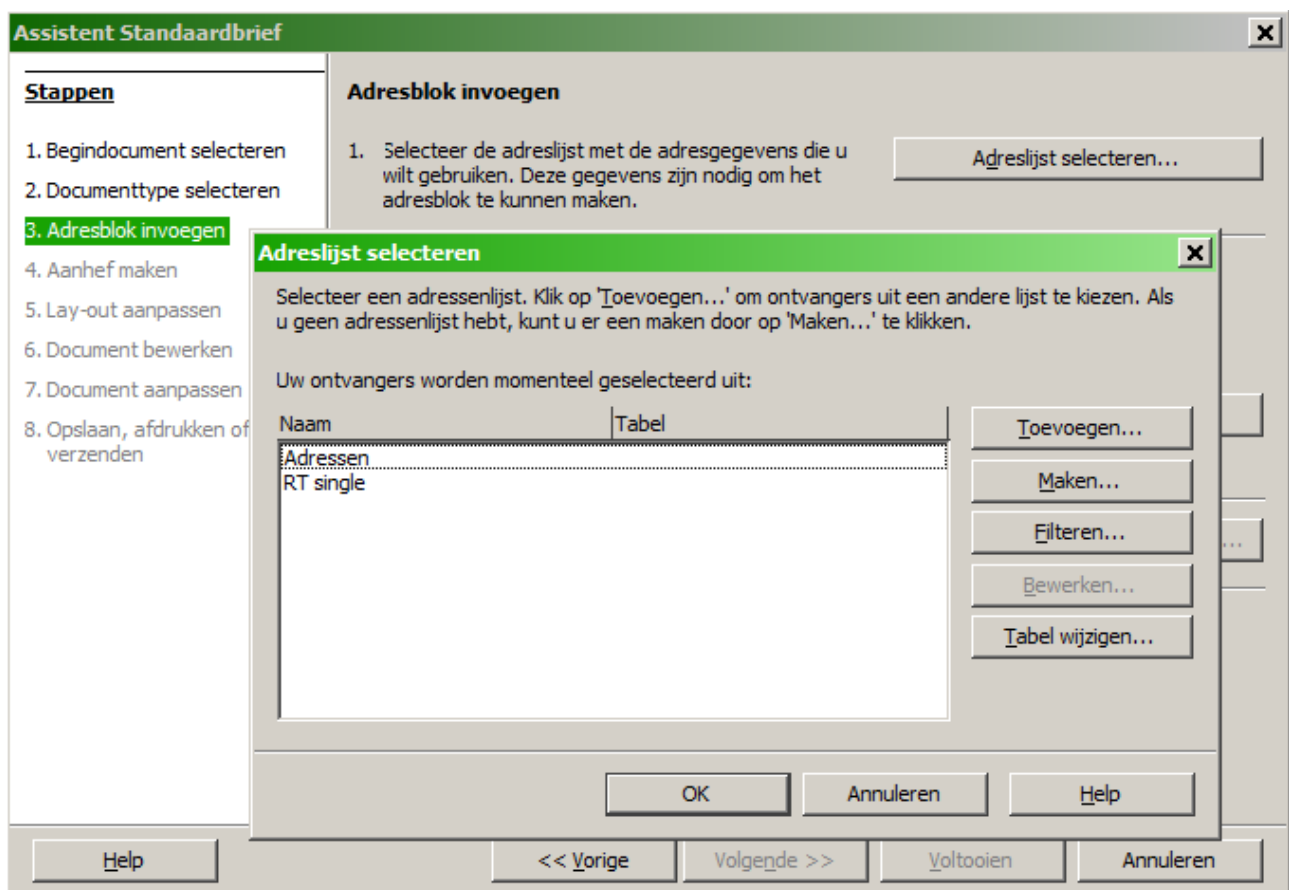 Assistent Standaardbrief
Stappen
1. Begindocument selecteren
2. Documenttype selecteren
3. Adresblok invoegen
4. Aanhef maken
5. Lay-out aanpassen
6. Document bewerken
7. Document aanpassen
8. Opslaan, afdrukken of
verzenden
Adresblok invoegen
1. Selecteer de adreslijst met de adresgegevens die u
wilt gebruiken. Deze gegevens zijn nodig om het
adresblok te kunnen maken.
Adreslijst selecteren...
Adreslijst selecteren
Selecteer een adressenlijst. Klik op 'Toevoegen...' om ontvangers uit een andere lijst te kiezen. Als
u geen adressenlijst hebt, kunt u er een maken door op 'Maken...' te klikken.
Uw ontvangers worden momenteel geselecteerd uit:
Naam Tabel
Adressen
RT single
Toevoegen...
Maken...
Filteren...
Bewerken...
Tabel wijzigen...
...
OK Annuleren Help
Help << Vorige Volgende >> Voltooien Annuleren